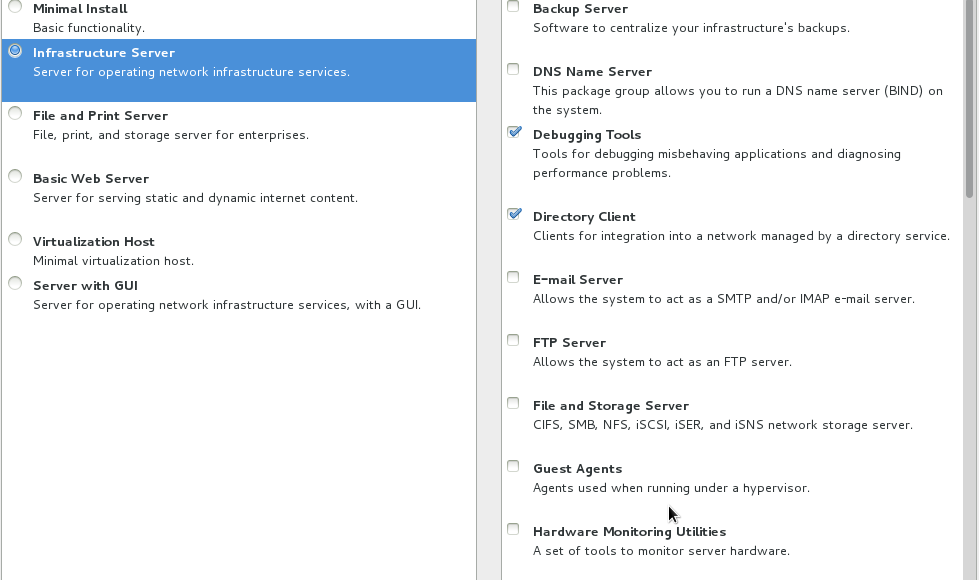 Minimal Install
Basic functionality.
Infrastructure Server
Server for operating network infrastructure services.
File and Print Server
File, print, and storage server for enterprises.
Basic Web Server
Server for serving static and dynamic internet content.
Virtualization Host
Minimal virtualization host.
Server with GUI
Server for operating network infrastructure services, with a GUI.
Backup Server
Software to centralize your infrastructure's backups.
DNS Name Server
This package group allows you to run a DNS name server (BIND) on
the system.
Debugging Tools
Tools for debugging misbehaving applications and diagnosing
performance problems.
Directory Client
Clients for integration into a network managed by a directory service.
E-mail Server
Allows the system to act as a SMTP and/or IMAP e-mail server.
FTP Server
Allows the system to act as an FTP server.
File and Storage Server
CIFS, SMB, NFS, iSCSI, iSER, and iSNS network storage server.
Guest Agents
Agents used when running under a hypervisor.
Hardware Monitoring Utilities
A set of tools to monitor server hardware.